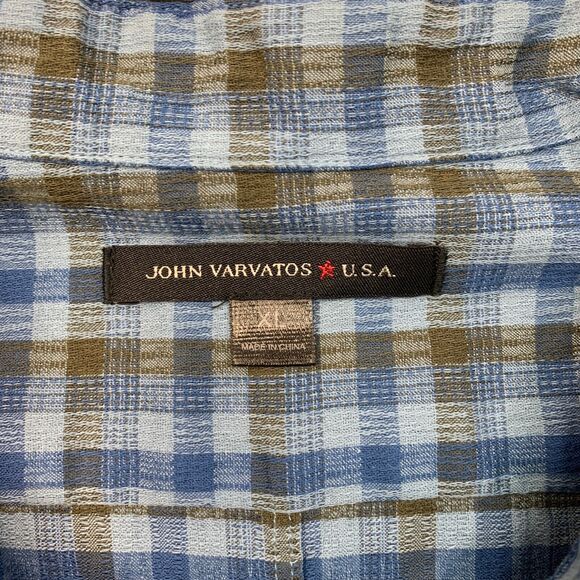 JOHN VARVATOS ★ U.S.A.
XL
MADE IN CHINA